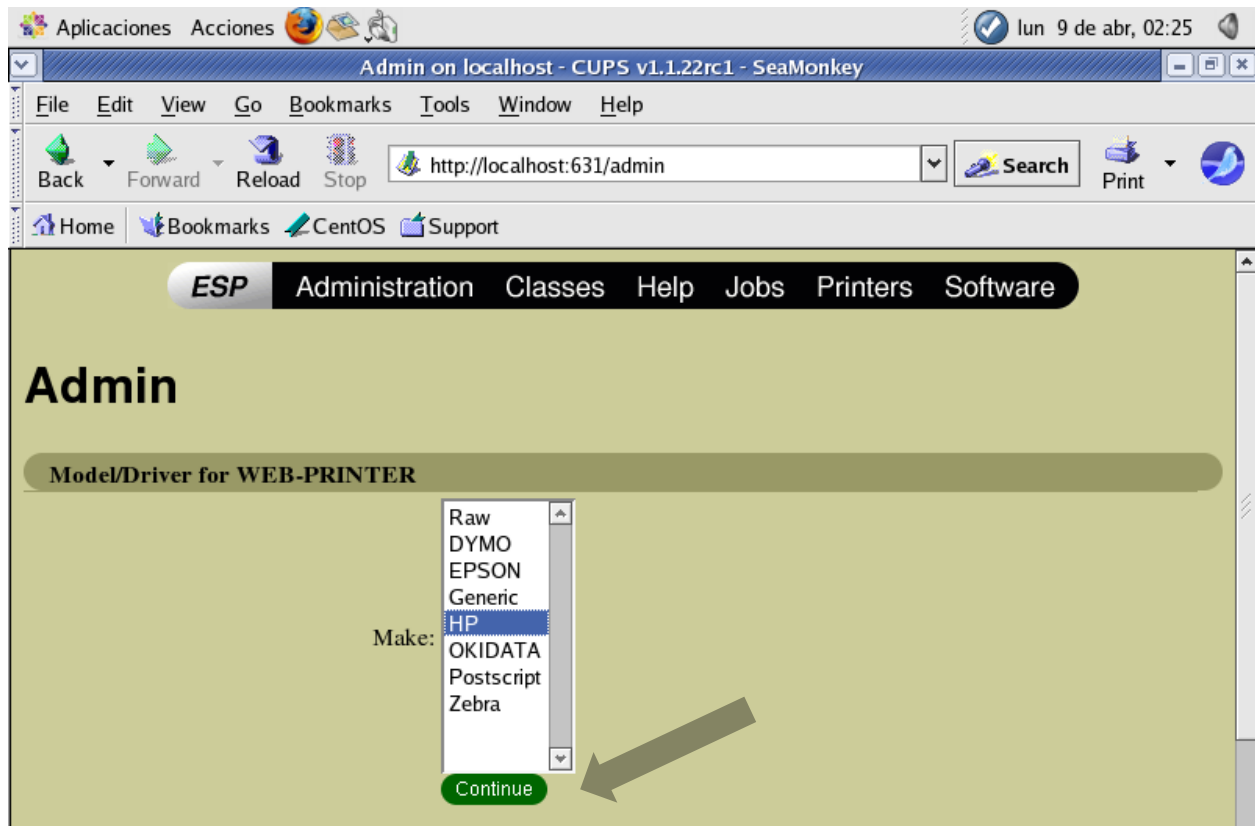 Aplicaciones Acciones lun 9 de abr, 02:25
Admin on localhost - CUPS v1.1.22rc1 - SeaMonkey
File Edit View Go Bookmarks Tools Window Help
Back Forward Reload Stop http://localhost:631/admin Search Print
Home Bookmarks CentOS Support
ESP Administration Classes Help Jobs Printers Software
Admin
Model/Driver for WEB-PRINTER
Raw
DYMO
EPSON
Generic
HP
Make:
OKIDATA
Postscript
Zebra
Continue